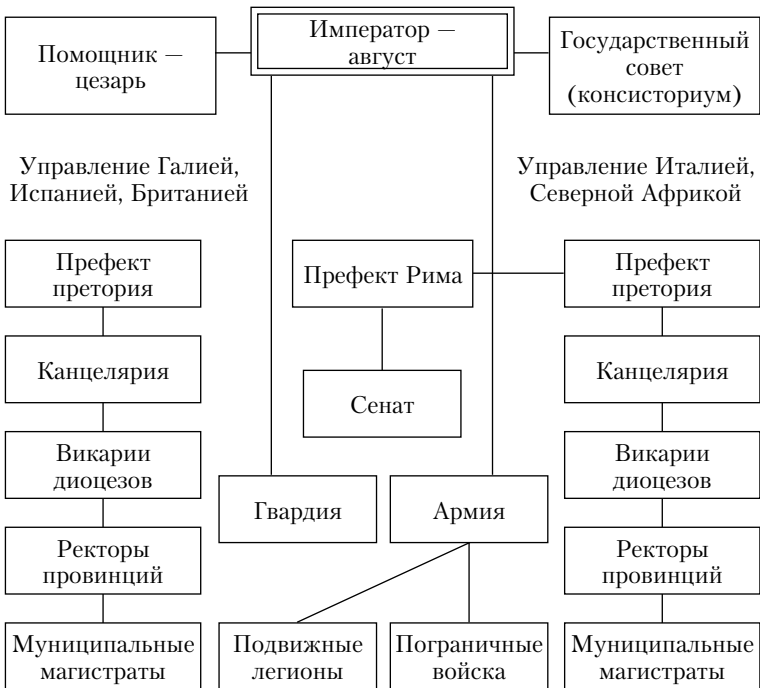 Помощник —
цезарь
Император —
август
Государственный
совет
(консисториум)
Управление Галией,
Испанией, Британией
Управление Италией,
Северной Африкой
Префект
претория
Префект Рима
Префект
претория
Канцелярия
Сенат
Канцелярия
Викарии
диоцезов
Гвардия
Армия
Викарии
диоцезов
Ректоры
провинций
Ректоры
провинций
Муниципальные
магистраты
Подвижные
легионы
Пограничные
войска
Муниципальные
магистраты